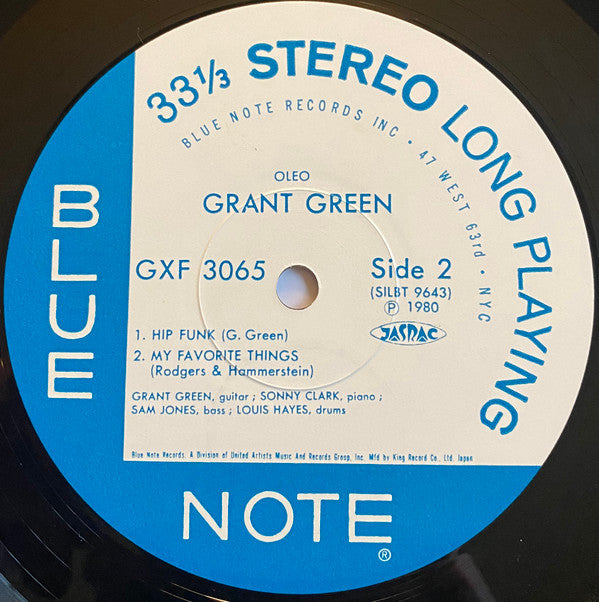 33⅓ STEREO LONG PLAYING
BLUE NOTE RECORDS INC • 47 WEST 63rd • NYC
OLEO
GRANT GREEN
GXF 3065
Side 2
(SILBT 9643)
Ⓟ 1980
JASRAC
1. HIP FUNK (G. Green)
2. MY FAVORITE THINGS
(Rodgers & Hammerstein)
GRANT GREEN, guitar ; SONNY CLARK, piano ;
SAM JONES, bass ; LOUIS HAYES, drums
Blue Note Records, A Division of United Artists Music And Records Group, Inc. Mfd by King Record Co., Ltd. Japan
BLUE
NOTE®